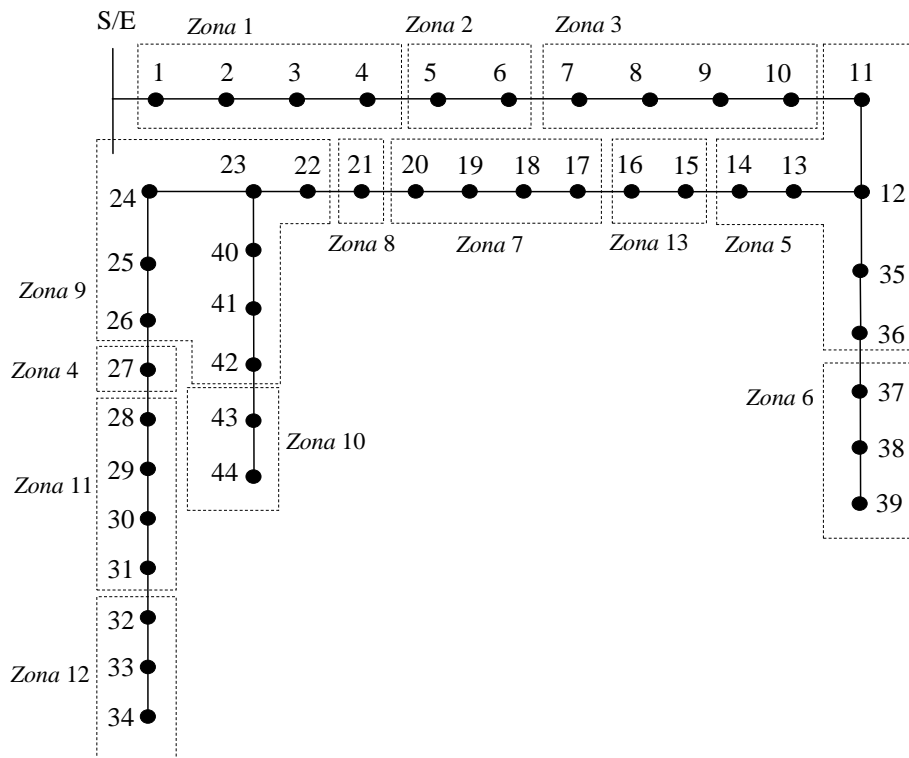 S/E
Zona 1
Zona 2
Zona 3
1 2 3 4 5 6 7 8 9 10 11
24 23 22 21 20 19 18 17 16 15 14 13 12
Zona 8
Zona 7
Zona 13
Zona 5
25 40 35
Zona 9
26 41 36
Zona 4
27 42
Zona 6
37
28 43
Zona 10
38
29 44
Zona 11
39
30
31
32
Zona 12
33
34